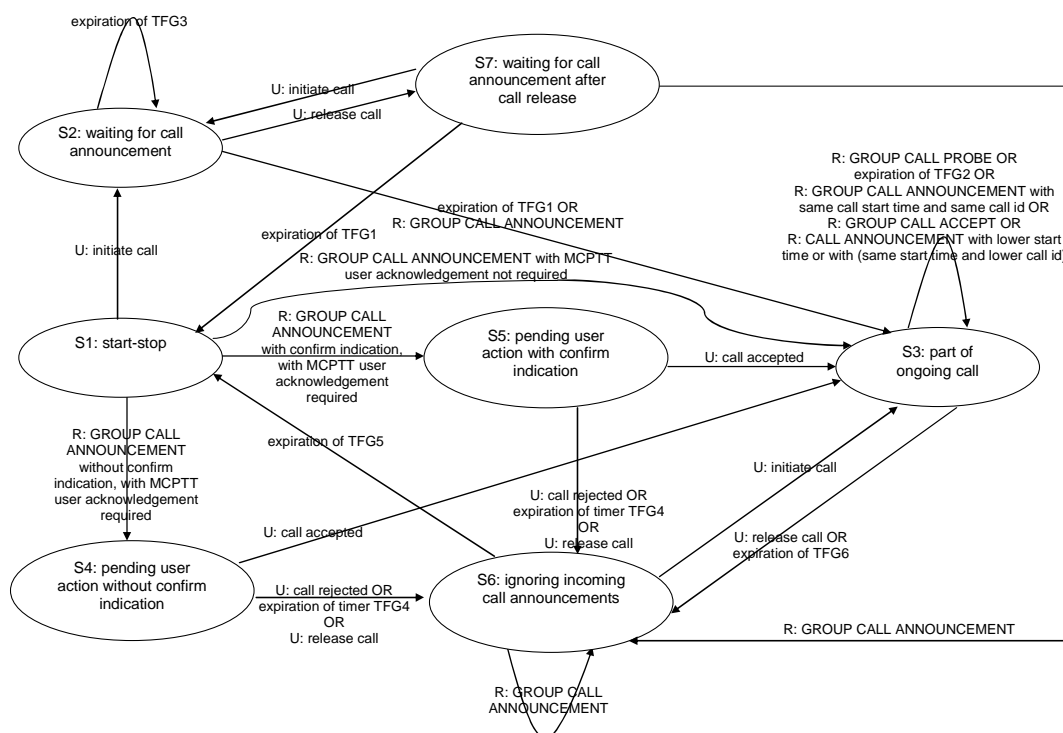 expiration of TFG3
S7: waiting for call
announcement after
call release
U: initiate call
U: release call
S2: waiting for call
announcement
R: GROUP CALL PROBE OR
expiration of TFG2 OR
R: GROUP CALL ANNOUNCEMENT with
same call start time and same call id OR
R: GROUP CALL ACCEPT OR
R: CALL ANNOUNCEMENT with lower start
time or with (same start time and lower call id)
expiration of TFG1 OR
R: GROUP CALL ANNOUNCEMENT
expiration of TFG1
U: initiate call
R: GROUP CALL ANNOUNCEMENT with MCPTT
user acknowledgement not required
S1: start-stop
R: GROUP CALL
ANNOUNCEMENT
with confirm indication,
with MCPTT user
acknowledgement
required
S5: pending user
action with confirm
indication
U: call accepted
S3: part of
ongoing call
R: GROUP CALL
ANNOUNCEMENT
without confirm
indication, with MCPTT
user acknowledgement
required
expiration of TFG5
U: initiate call
U: call rejected OR
expiration of timer TFG4
OR
U: release call
U: call accepted
U: release call OR
expiration of TFG6
S4: pending user
action without confirm
indication
U: call rejected OR
expiration of timer TFG4
OR
U: release call
S6: ignoring incoming
call announcements
R: GROUP CALL ANNOUNCEMENT
R: GROUP CALL
ANNOUNCEMENT